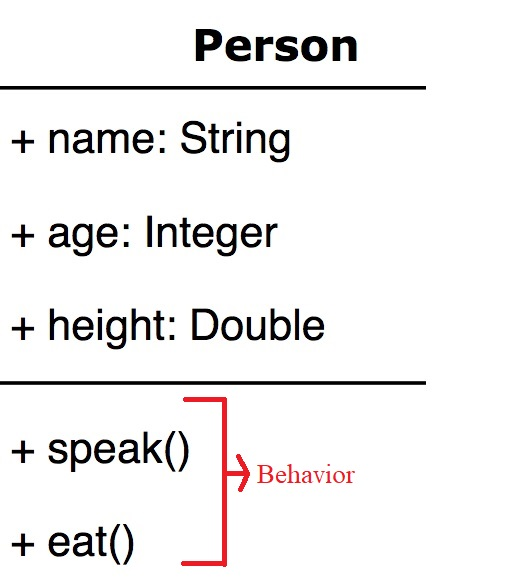 Person
+ name: String
+ age: Integer
+ height: Double
+ speak()
Behavior
+ eat()